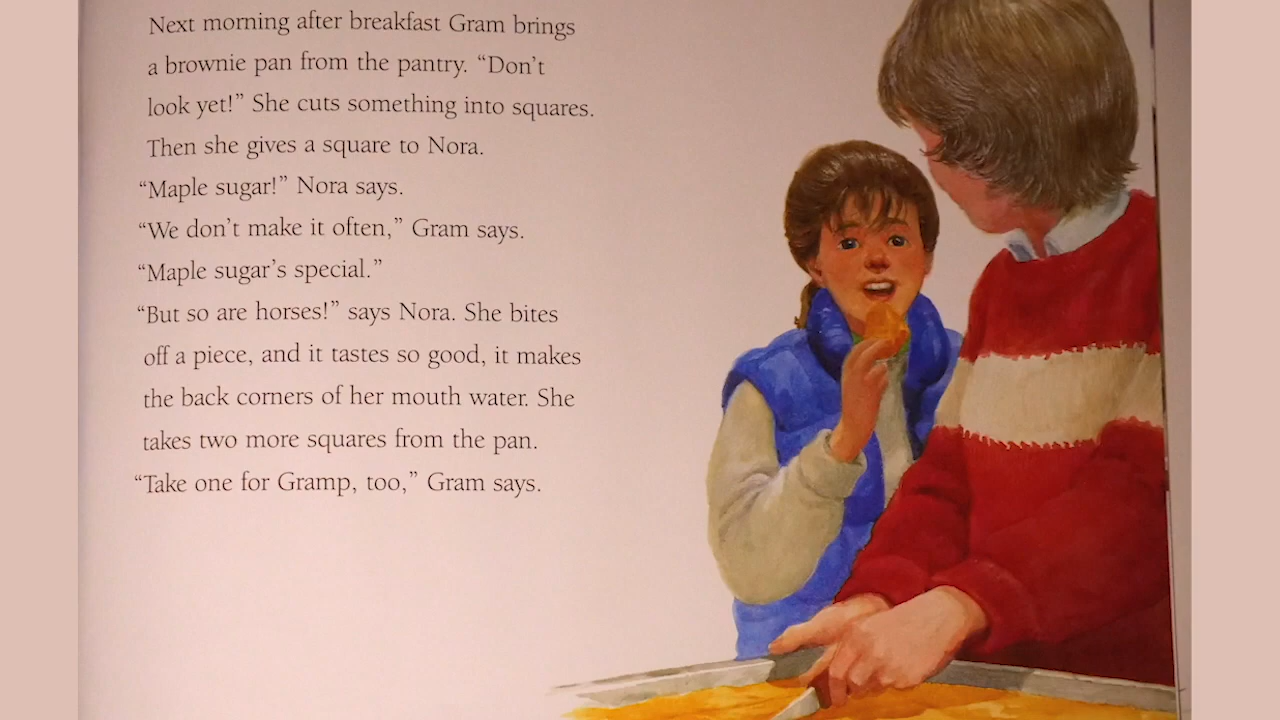 Next morning after breakfast Gram brings
a brownie pan from the pantry. “Don’t
look yet!” She cuts something into squares.
Then she gives a square to Nora.
“Maple sugar!” Nora says.
“We don’t make it often,” Gram says.
“Maple sugar’s special.”
“But so are horses!” says Nora. She bites
off a piece, and it tastes so good, it makes
the back corners of her mouth water. She
takes two more squares from the pan.
“Take one for Gramp, too,” Gram says.